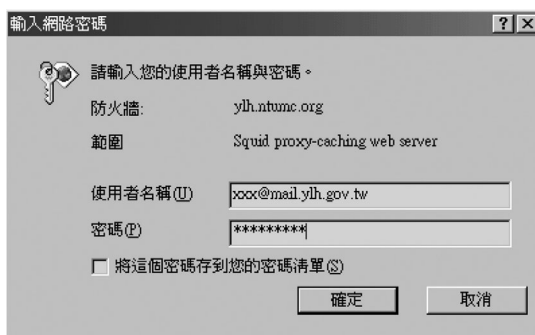 輸入網路密碼
請輸入您的使用者名稱與密碼。
防火牆: ylh.ntumc.org
範圍 Squid proxy-caching web server
使用者名稱(U) xxx@mail.ylh.gov.tw
密碼(P) *********
將這個密碼存到您的密碼清單(S)
確定 取消